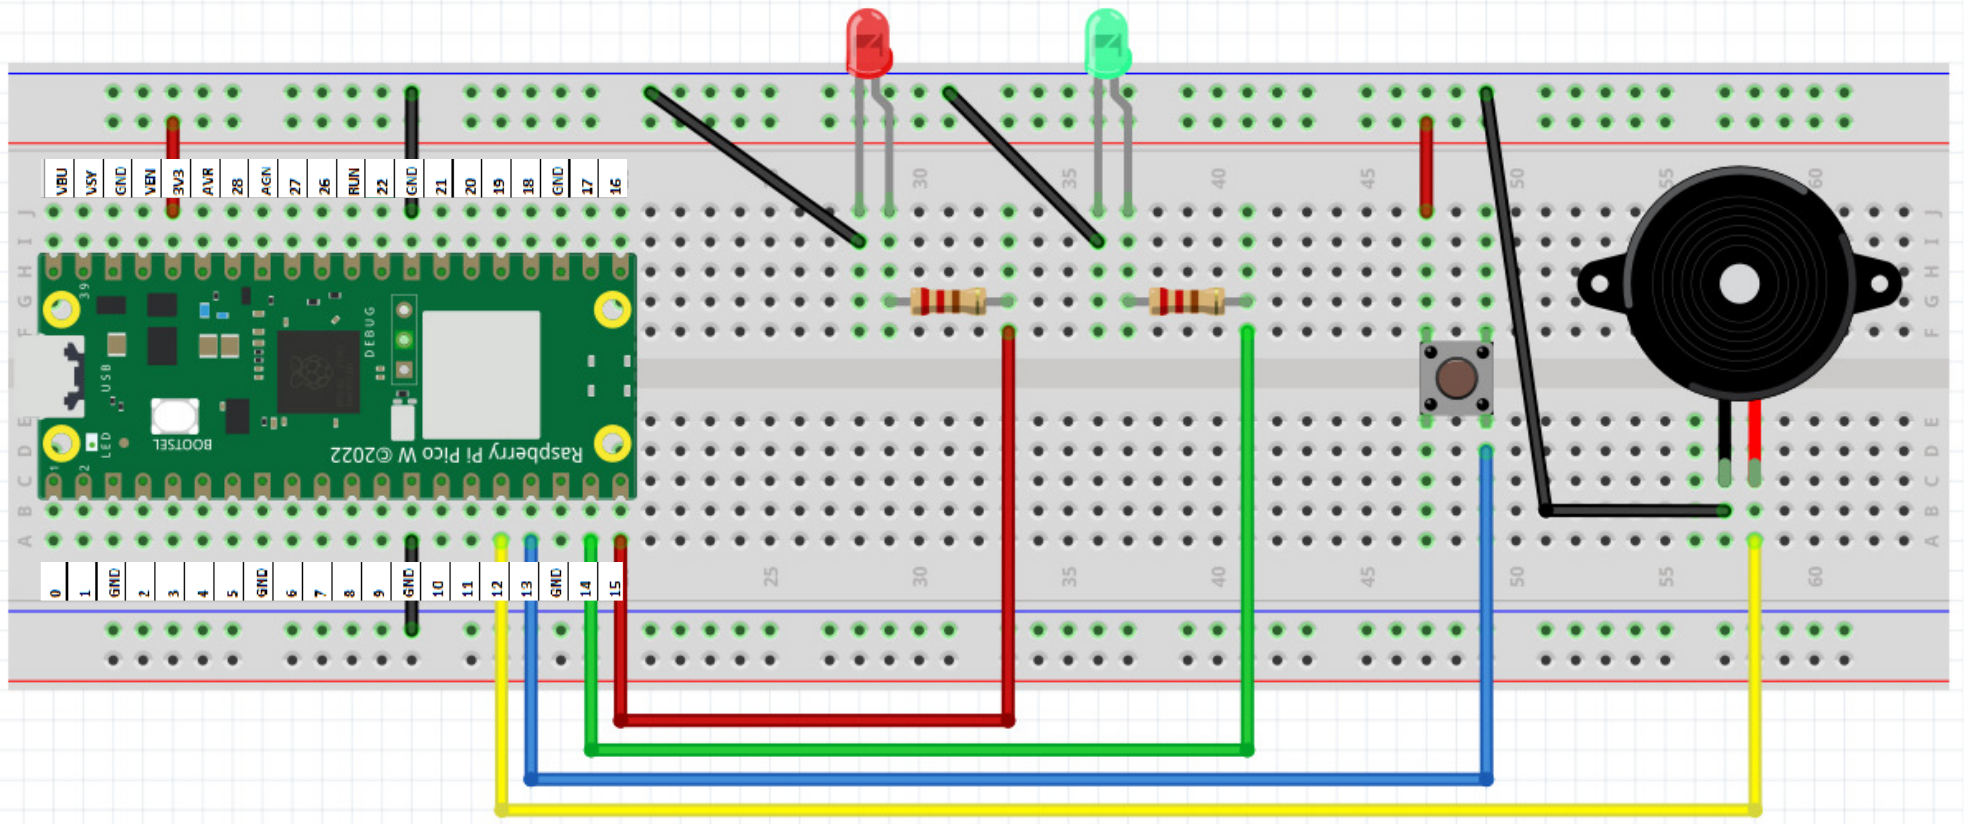 VBU VSY GND VEN 3V3 AVR 28 AGN 27 26 RUN 22 GND 21 20 19 18 GND 17 16
30 35 40 45 50 55 60
J J
I I
H H
G G
F F
39
DEBUG
USB
BOOTSEL
LED
1 2
Raspberry Pi Pico W ©2022
E E
D D
C C
B B
A A
0 1 GND 2 3 4 5 GND 6 7 8 9 GND 10 11 12 13 GND 14 15
25 30 35 40 45 50 55 60